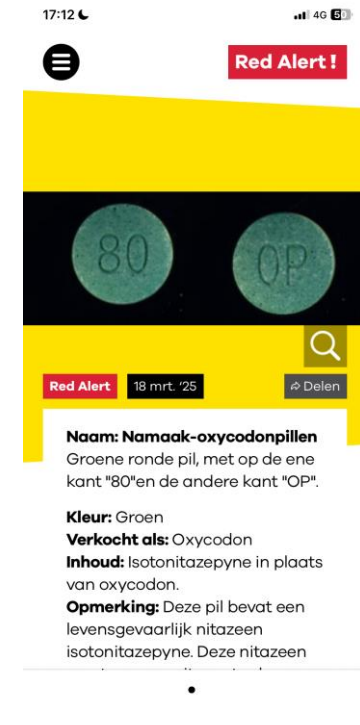 17:12
4G 50
Red Alert !
80 OP
Red Alert 18 mrt. '25 Delen
Naam: Namaak-oxycodonpillen
Groene ronde pil, met op de ene
kant "80"en de andere kant "OP".
Kleur: Groen
Verkocht als: Oxycodon
Inhoud: Isotonitazepyne in plaats
van oxycodon.
Opmerking: Deze pil bevat een
levensgevaarlijk nitazeen
isotonitazepyne. Deze nitazeen